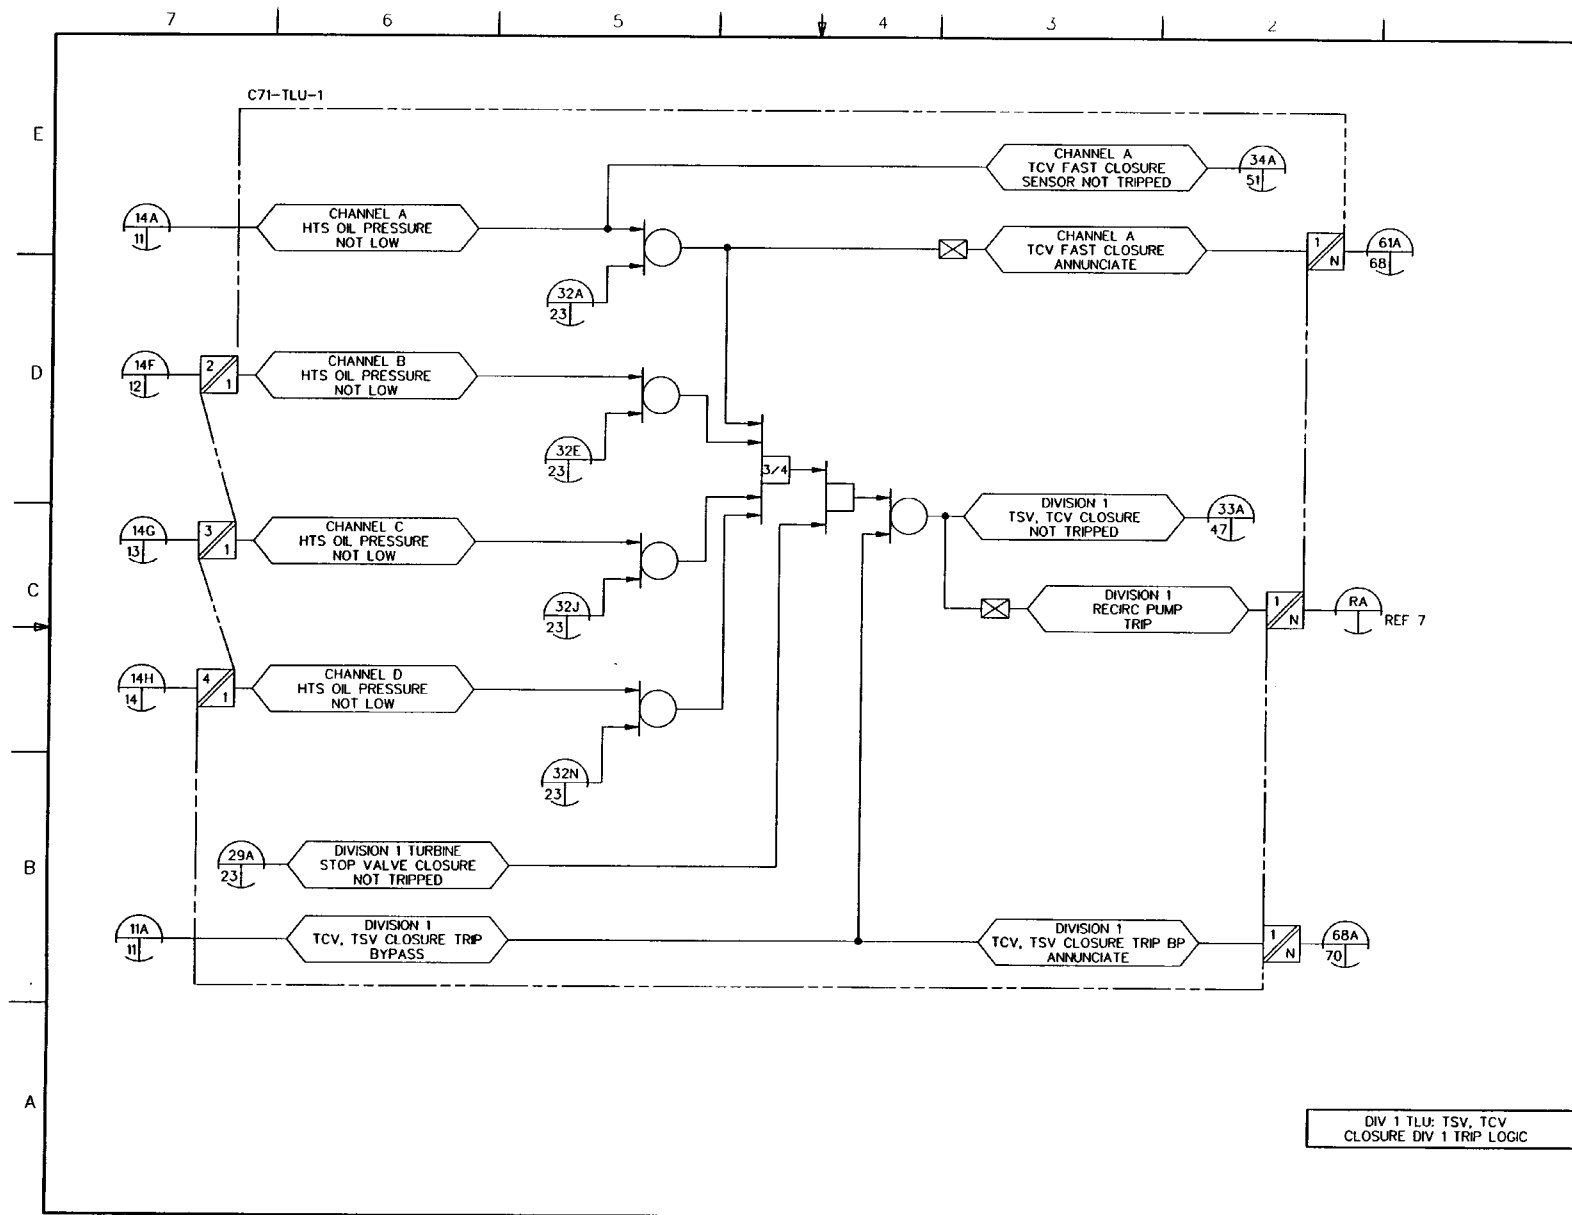 7 6 5 4 3 2
C71-TLU-1
E
CHANNEL A
TCV FAST CLOSURE
SENSOR NOT TRIPPED
34A
51
14A
11
CHANNEL A
HTS OIL PRESSURE
NOT LOW
CHANNEL A
TCV FAST CLOSURE
ANNUNCIATE
1
N
61A
68
32A
23
D
14F
12
2
1
CHANNEL B
HTS OIL PRESSURE
NOT LOW
32E
23
3/4
14G
13
3
1
CHANNEL C
HTS OIL PRESSURE
NOT LOW
DIVISION 1
TSV, TCV CLOSURE
NOT TRIPPED
33A
47
C
32J
23
DIVISION 1
RECIRC PUMP
TRIP
1
N
RA
REF 7
14H
14
4
1
CHANNEL D
HTS OIL PRESSURE
NOT LOW
32N
23
B
29A
23
DIVISION 1 TURBINE
STOP VALVE CLOSURE
NOT TRIPPED
11A
11
DIVISION 1
TCV, TSV CLOSURE TRIP
BYPASS
DIVISION 1
TCV, TSV CLOSURE TRIP BP
ANNUNCIATE
1
N
68A
70
A
DIV 1 TLU: TSV, TCV
CLOSURE DIV 1 TRIP LOGIC